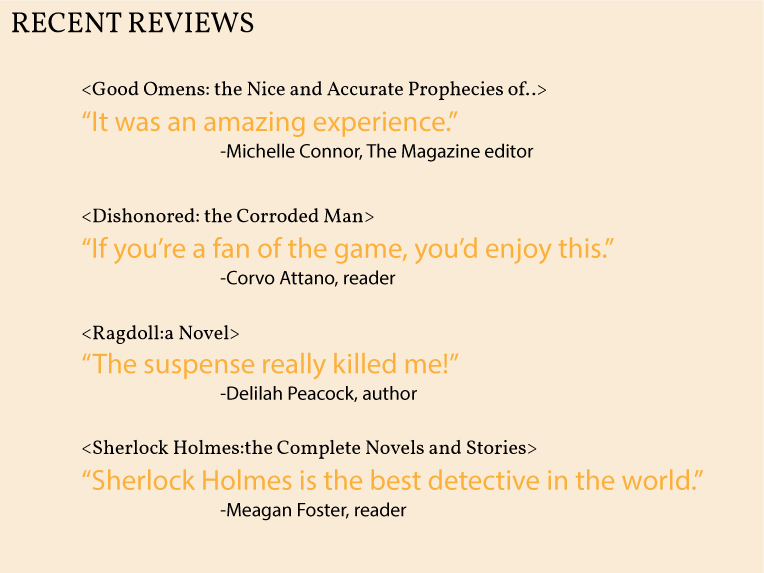 RECENT REVIEWS
<Good Omens: the Nice and Accurate Prophecies of..>
“It was an amazing experience.”
-Michelle Connor, The Magazine editor
<Dishonored: the Corroded Man>
“If you’re a fan of the game, you’d enjoy this.”
-Corvo Attano, reader
<Ragdoll:a Novel>
“The suspense really killed me!”
-Delilah Peacock, author
<Sherlock Holmes:the Complete Novels and Stories>
“Sherlock Holmes is the best detective in the world.”
-Meagan Foster, reader